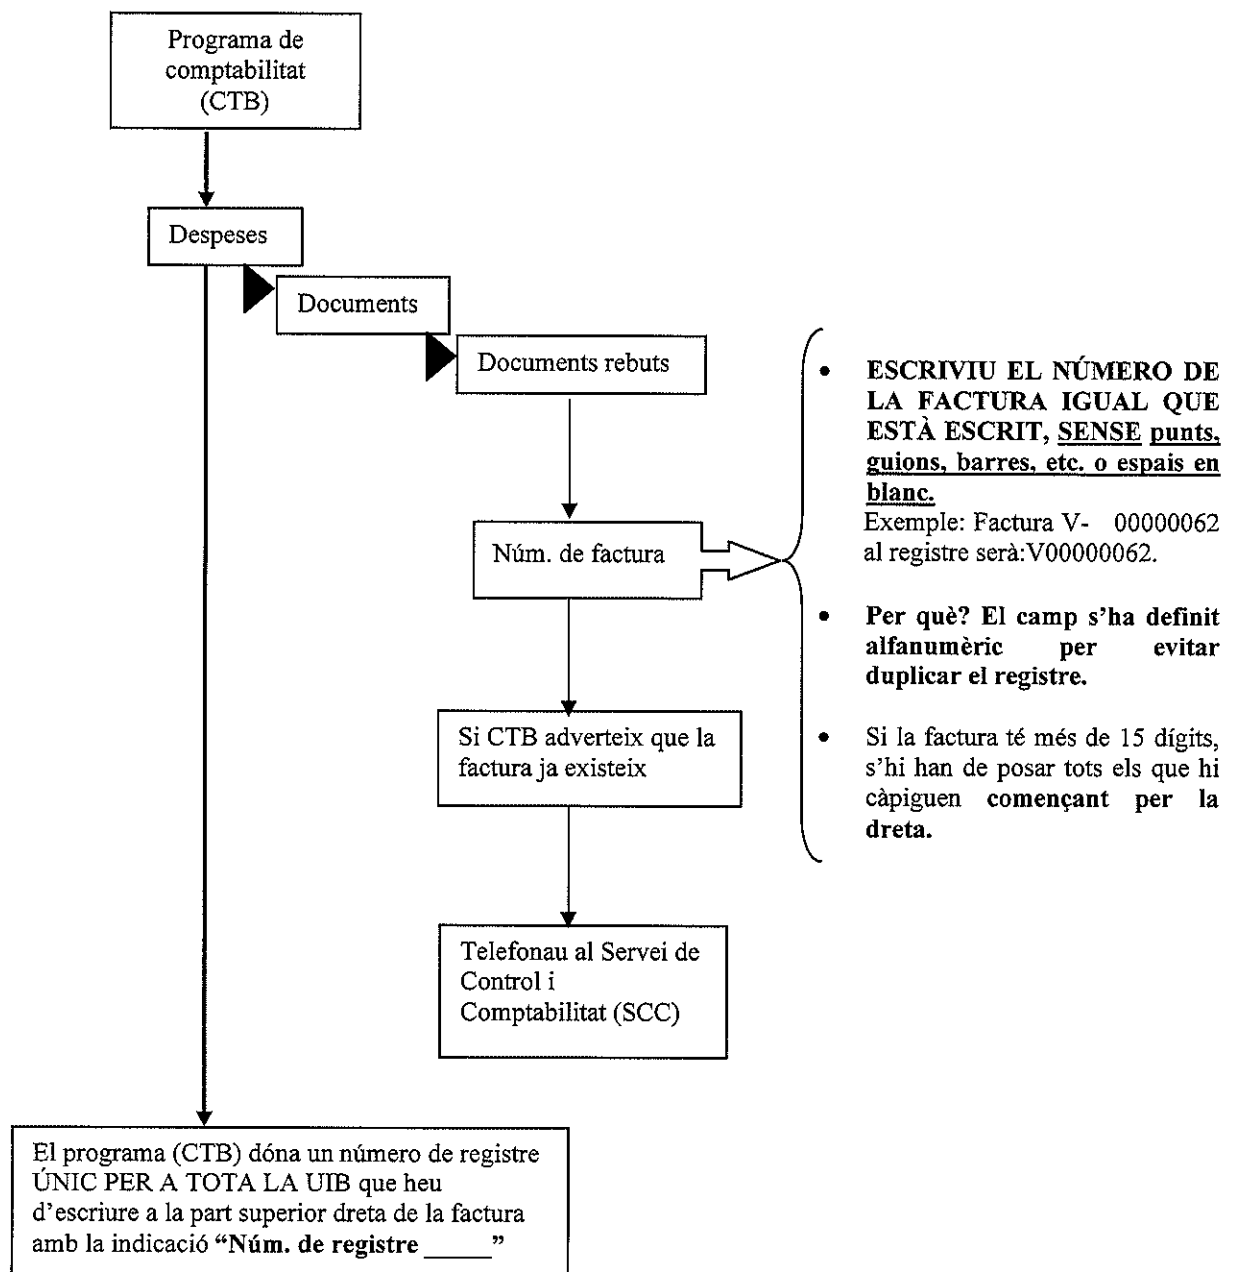 Programa de
comptabilitat
(CTB)
Despeses
Documents
Documents rebuts
• ESCRIVIU EL NÚMERO DE
LA FACTURA IGUAL QUE
ESTÀ ESCRIT, SENSE punts,
guions, barres, etc. o espais en
blanc.
Exemple: Factura V- 00000062
al registre serà:V00000062.
Núm. de factura
• Per què? El camp s'ha definit
alfanumèric per evitar
duplicar el registre.
Si CTB adverteix que la
factura ja existeix
• Si la factura té més de 15 dígits,
s'hi han de posar tots els que hi
càpiguen començant per la
dreta.
Telefonau al Servei de
Control i
Comptabilitat (SCC)
El programa (CTB) dóna un número de registre
ÚNIC PER A TOTA LA UIB que heu
d'escriure a la part superior dreta de la factura
amb la indicació “Núm. de registre _____”